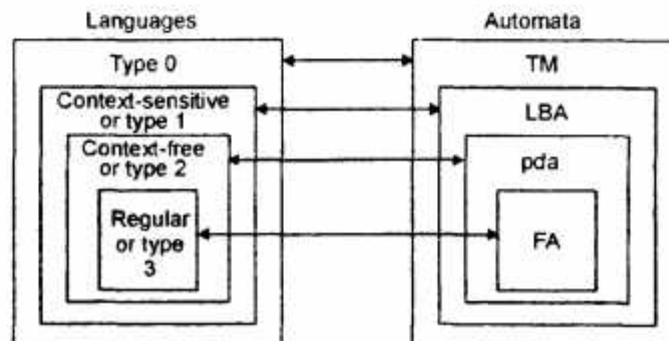 Languages
Automata
Type 0
TM
Context-sensitive
or type 1
LBA
Context-free
or type 2
pda
Regular
or type
3
FA